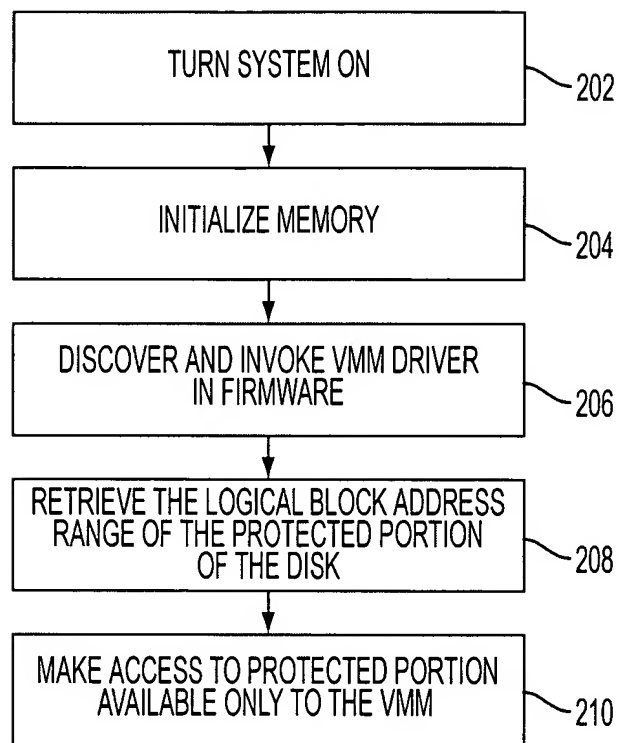 TURN SYSTEM ON
202
INITIALIZE MEMORY
204
DISCOVER AND INVOKE VMM DRIVER
IN FIRMWARE
206
RETRIEVE THE LOGICAL BLOCK ADDRESS
RANGE OF THE PROTECTED PORTION
OF THE DISK
208
MAKE ACCESS TO PROTECTED PORTION
AVAILABLE ONLY TO THE VMM
210